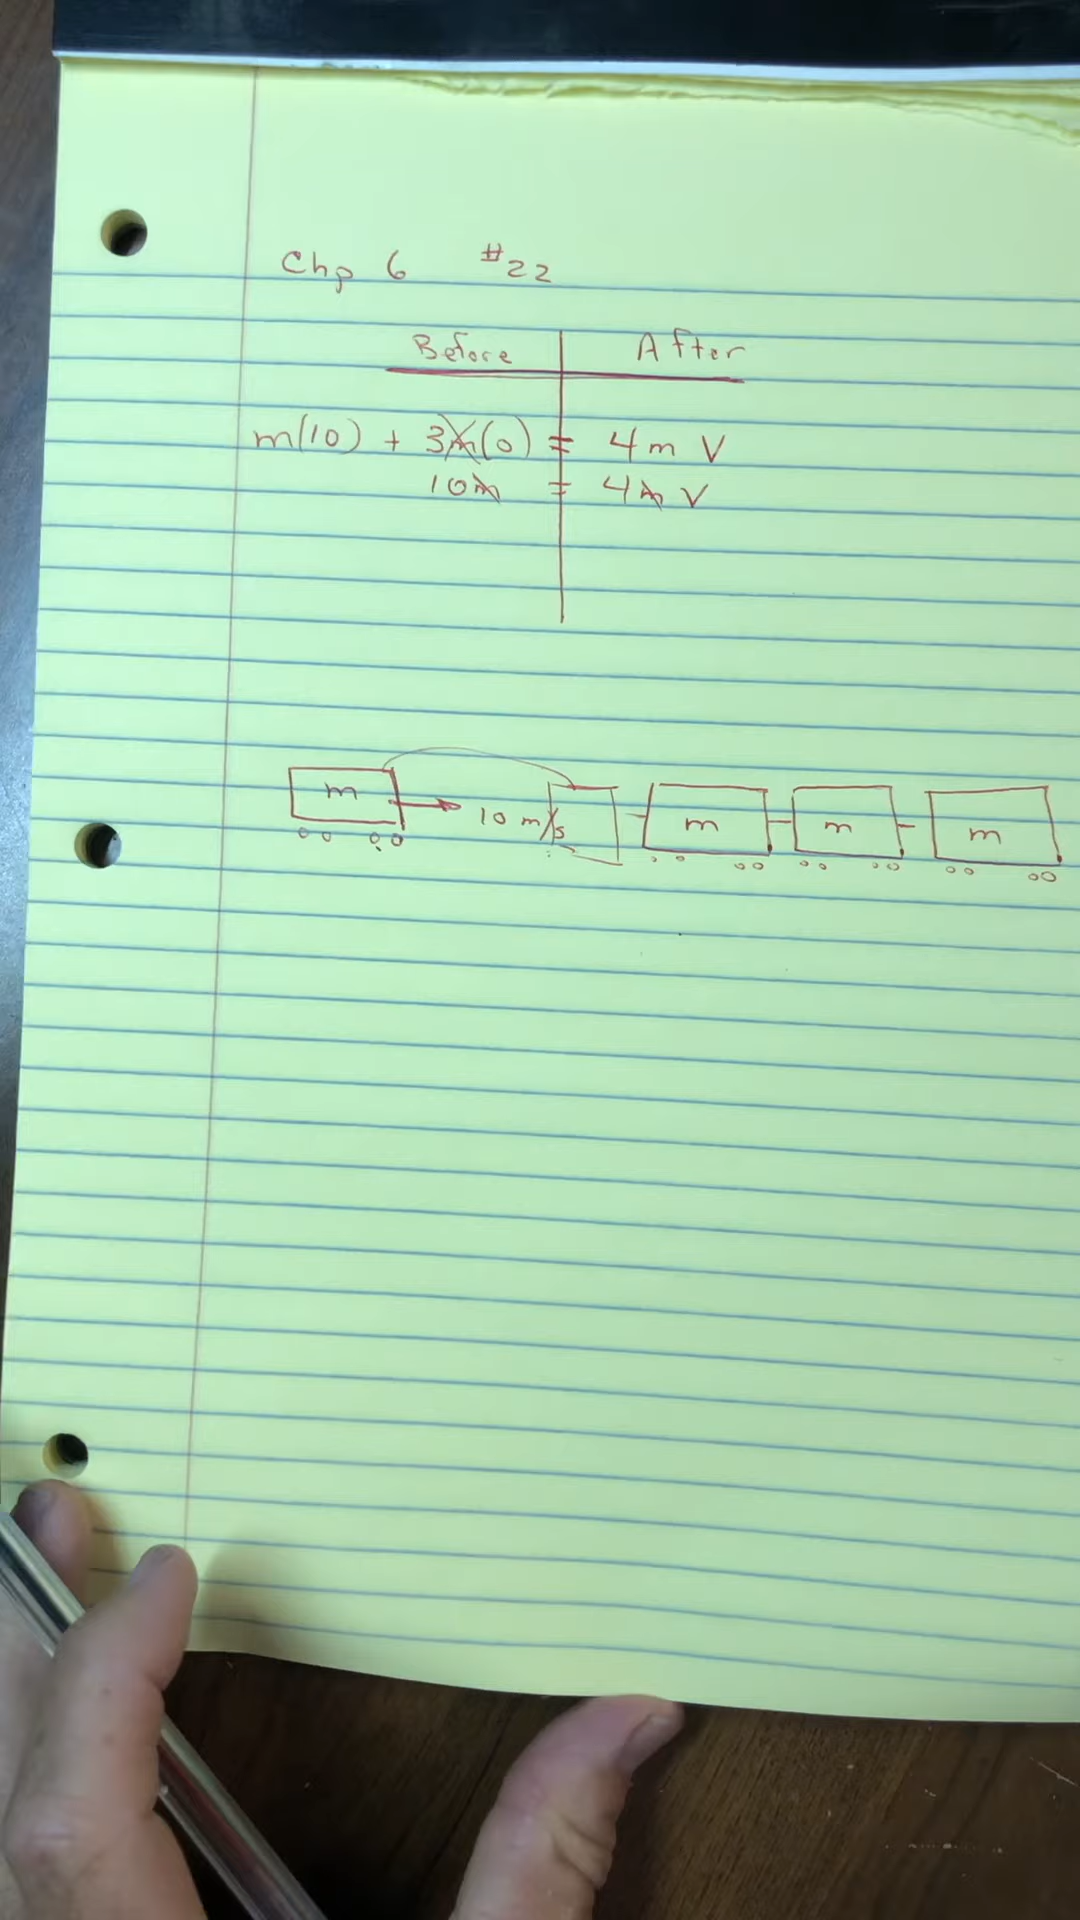 Chp 6 #22
Before After
m(10) + 3m(0) = 4m V
10m = 4m V
m 10 m/s m m m